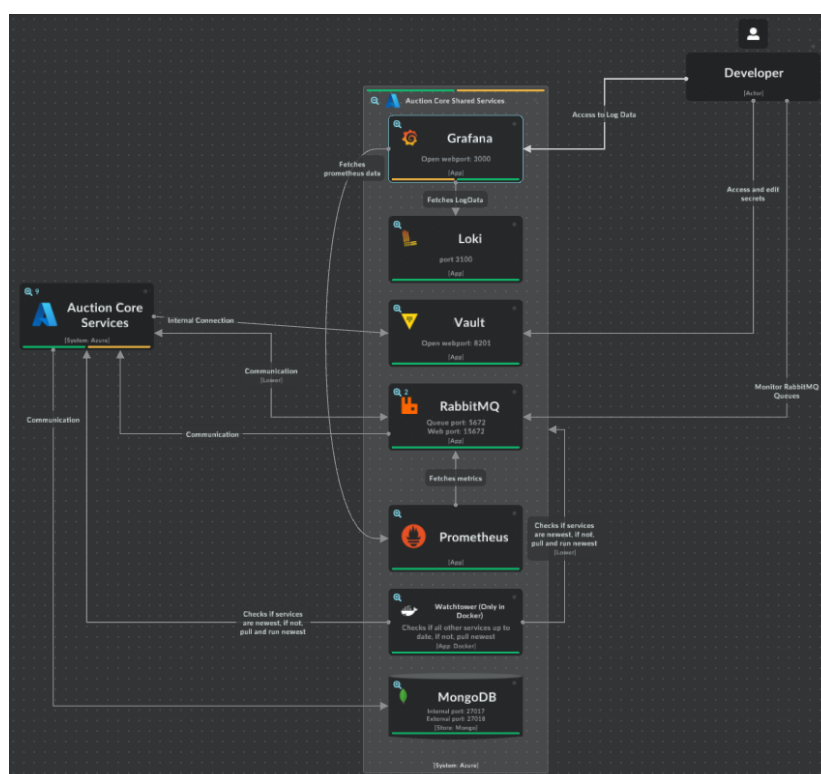 Developer
[Actor]
Auction Core Shared Services
Access to Log Data
Grafana
Open webport: 3000
[App]
Fetches
prometheus data
Fetches LogData
Access and edit
secrets
Loki
port 3100
[App]
9
Auction Core
Services
[System: Azure]
Internal Connection
Vault
Open webport: 8201
[App]
Communication
[Lower]
Monitor RabbitMQ
Queues
2
RabbitMQ
Queue port: 5672
Web port: 15672
[App]
Communication
Communication
Fetches metrics
Prometheus
[App]
Checks if services
are newest, if not,
pull and run newest
[Lower]
Watchtower (Only in
Docker)
Checks if all other services up to
date, if not, pull newest
[App: Docker]
Checks if services
are newest, if not,
pull and run newest
MongoDB
Internal port: 27017
External port: 27018
[Store: Mongo]
[System: Azure]